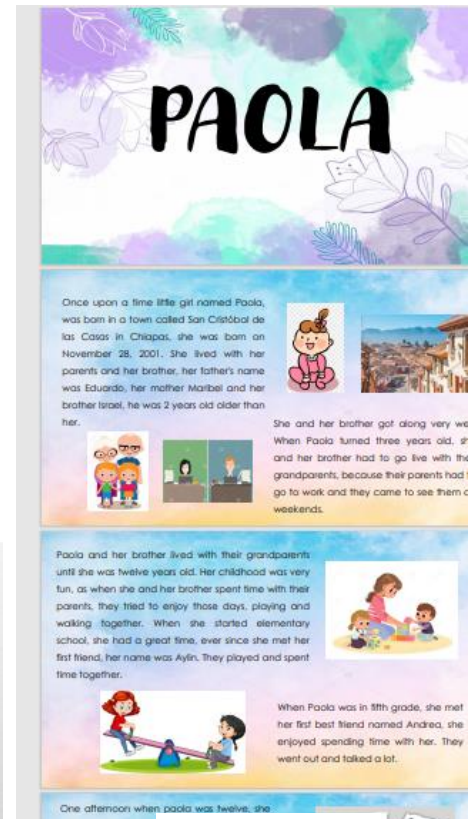 PAOLA
Once upon a time little girl named Paola,
was born in a town called San Cristóbal de
las Casas in Chiapas, she was born on
November 28, 2001. She lived with her
parents and her brother, her father's name
was Eduardo, her mother Maribel and her
brother Israel, he was 2 years old older than
her.
She and her brother got along very
When Paola turned three years old,
and her brother had to go live with
grandparents, because their parents had
go to work and they came to see them
weekends.
Paola and her brother lived with their grandparents
until she was twelve years old. Her childhood was very
fun, as when she and her brother spent time with their
parents, they tried to enjoy those days, playing and
walking together. When she started elementary
school, she had a great time, ever since she met her
first friend, her name was Aylin. They played and spent
time together.
When Paola was in fifth grade, she met
her first best friend named Andrea, she
enjoyed spending time with her. They
went out and talked a lot.
One afternoon when paola was twelve, she